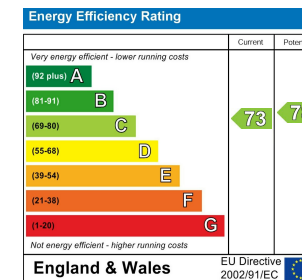 Energy Efficiency Rating
Current
Very energy efficient - lower running costs
(92 plus) A
(81-91) B
(69-80) C
73
(55-68) D
(39-54) E
(21-38) F
(1-20) G
Not energy efficient - higher running costs
England & Wales
EU Directive
2002/91/EC